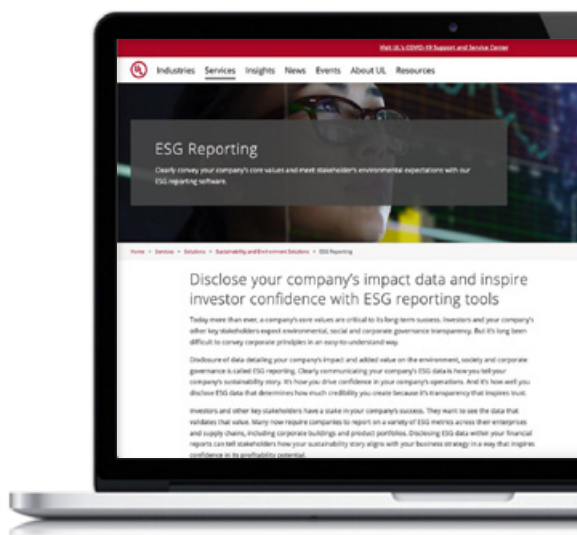 Visit UL's COVID-19 Support and Service Center
UL Industries Services Insights News Events About UL Resources
ESG Reporting
Clearly convey your company's core values and meet stakeholder's environmental expectations with our
ESG reporting software.
Home > Services > Solutions > Sustainability and Environment Solutions > ESG Reporting
Disclose your company's impact data and inspire
investor confidence with ESG reporting tools
Today more than ever, a company's core values are critical to its long-term success. Investors and your company's
other key stakeholders expect environmental, social and corporate governance transparency. But it's long been
difficult to convey corporate principles in an easy-to-understand way.
Disclosure of data detailing your company's impact and added value on the environment, society and corporate
governance is called ESG reporting. Clearly communicating your company's ESG data is how you tell your
company's sustainability story. It's how you drive confidence in your company's operations. And it's how well you
disclose ESG data that determines how much credibility you create because it's transparency that inspires trust.
Investors and other key stakeholders have a stake in your company's success. They want to see the data that
validates that value. Many now require companies to report on a variety of ESG metrics across their enterprises
and supply chains, including corporate buildings and product portfolios. Disclosing ESG data within your financial
reports can tell stakeholders how your sustainability story aligns with your business strategy in a way that inspires
confidence in its profitability potential.